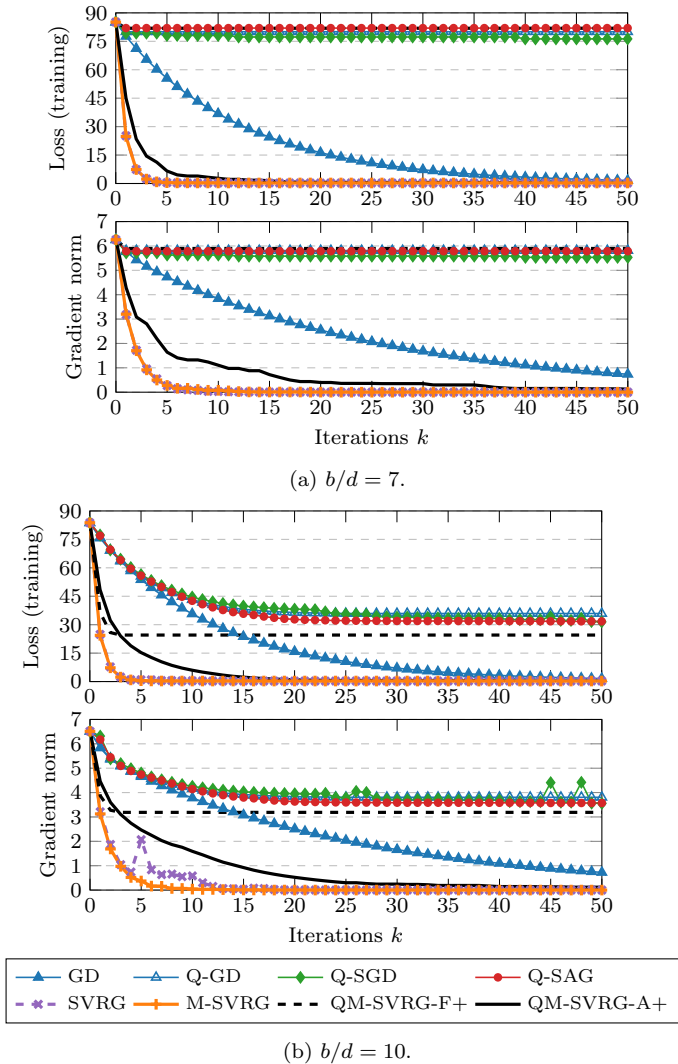 90
75
60
45
30
15
0
Loss (training)
0 5 10 15 20 25 30 35 40 45 50
7
6
5
4
3
2
1
0
Gradient norm
0 5 10 15 20 25 30 35 40 45 50
Iterations k
(a) b/d = 7.
90
75
60
45
30
15
0
Loss (training)
0 5 10 15 20 25 30 35 40 45 50
7
6
5
4
3
2
1
0
Gradient norm
0 5 10 15 20 25 30 35 40 45 50
Iterations k
GD Q-GD Q-SGD Q-SAG
SVRG M-SVRG QM-SVRG-F+ QM-SVRG-A+
(b) b/d = 10.